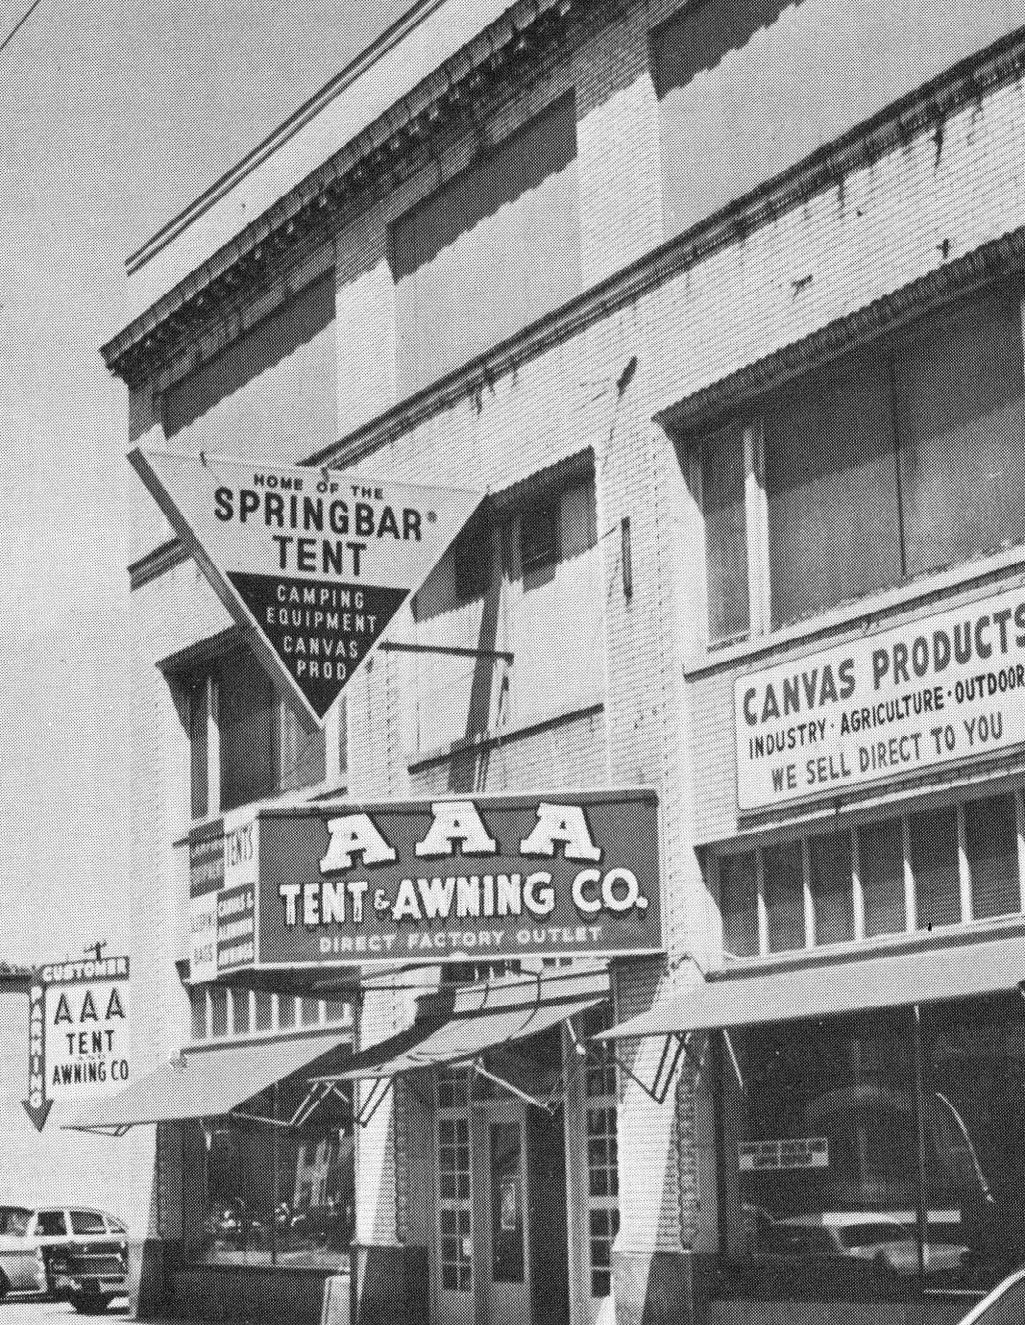 HOME OF THE
SPRINGBAR®
TENT
CAMPING
EQUIPMENT
CANVAS
PROD
CANVAS PRODUCTS
INDUSTRY · AGRICULTURE · OUTDOOR
WE SELL DIRECT TO YOU
TENTS
BAGS
AAA
TENT & AWNING CO.
DIRECT FACTORY OUTLET
CUSTOMER
PARKING
AAA
TENT
AWNING CO